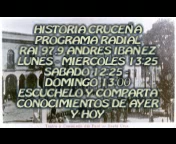 HISTORIA CRUCEÑA
PROGRAMA RADIAL
RAI 97.9 ANDRES IBAÑEZ
LUNES - MIERCOLES 13:25
SABADO 12:25
DOMINGO 13:00
ESCUCHELO Y COMPARTA
CONOCIMIENTOS DE AYER
Y HOY